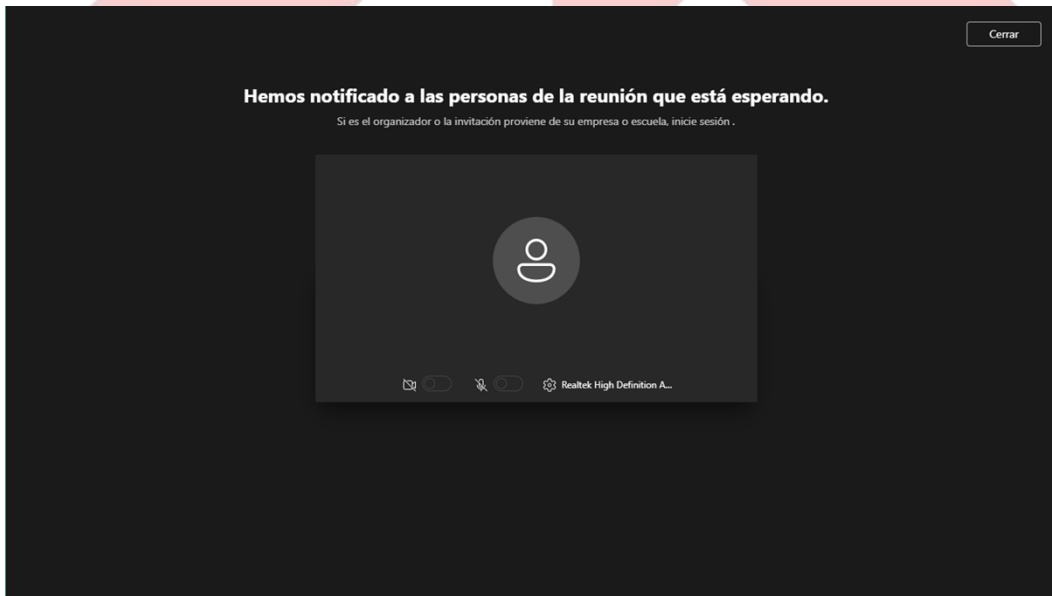 Cerrar
Hemos notificado a las personas de la reunión que está esperando.
Si es el organizador o la invitación proviene de su empresa o escuela, inicie sesión .
Realtek High Definition A...